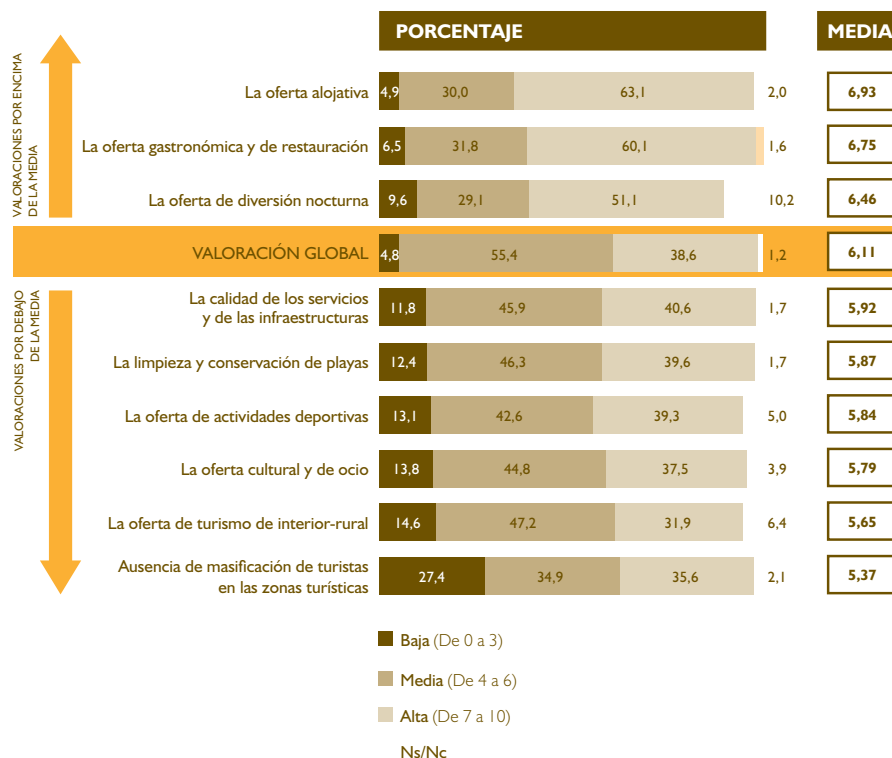 PORCENTAJE MEDIA
VALORACIONES POR ENCIMA
DE LA MEDIA
La oferta alojativa 4,9 30,0 63,1 2,0 6,93
La oferta gastronómica y de restauración 6,5 31,8 60,1 1,6 6,75
La oferta de diversión nocturna 9,6 29,1 51,1 10,2 6,46
VALORACIÓN GLOBAL 4,8 55,4 38,6 1,2 6,11
VALORACIONES POR DEBAJO
DE LA MEDIA
La calidad de los servicios
y de las infraestructuras 11,8 45,9 40,6 1,7 5,92
La limpieza y conservación de playas 12,4 46,3 39,6 1,7 5,87
La oferta de actividades deportivas 13,1 42,6 39,3 5,0 5,84
La oferta cultural y de ocio 13,8 44,8 37,5 3,9 5,79
La oferta de turismo de interior-rural 14,6 47,2 31,9 6,4 5,65
Ausencia de masificación de turistas
en las zonas turísticas 27,4 34,9 35,6 2,1 5,37
Baja (De 0 a 3)
Media (De 4 a 6)
Alta (De 7 a 10)
Ns/Nc